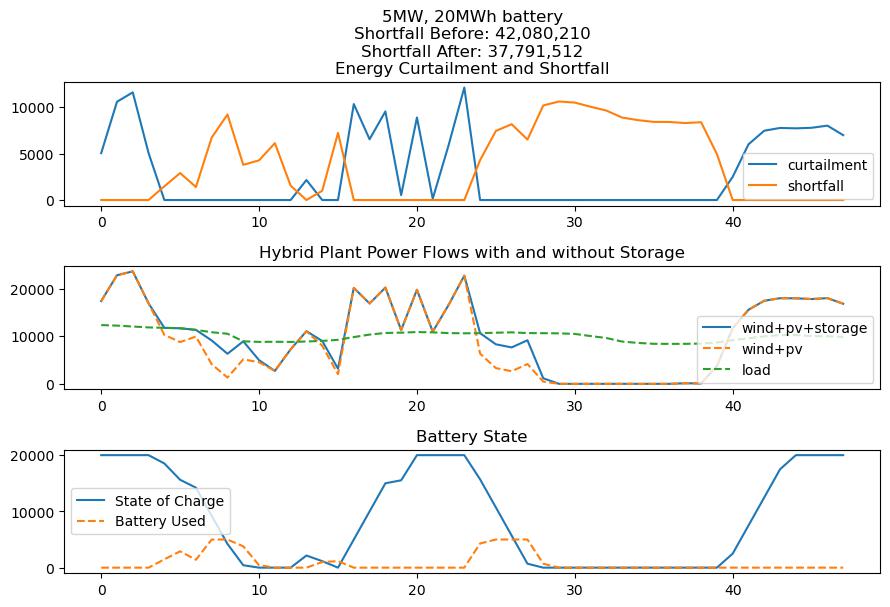 5MW, 20MWh battery
Shortfall Before: 42,080,210
Shortfall After: 37,791,512
Energy Curtailment and Shortfall
10000
5000
0
curtailment
shortfall
0 10 20 30 40
Hybrid Plant Power Flows with and without Storage
20000
10000
0
wind+pv+storage
wind+pv
load
0 10 20 30 40
Battery State
20000
10000
0
State of Charge
Battery Used
0 10 20 30 40